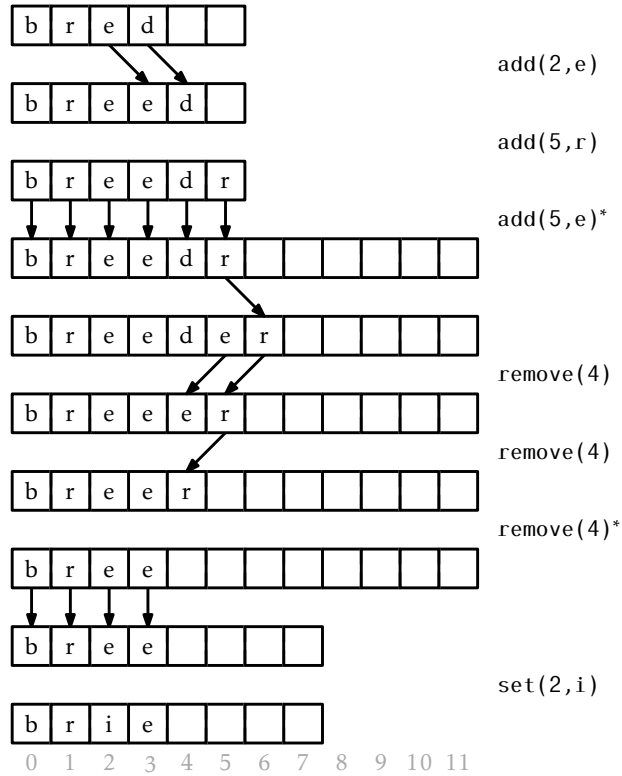 b r e d
add(2,e)
b r e e d
add(5,r)
b r e e d r
add(5,e)*
b r e e d r
b r e e d e r
remove(4)
b r e e e r
remove(4)
b r e e r
remove(4)*
b r e e
b r e e
set(2,i)
b r i e
0 1 2 3 4 5 6 7 8 9 10 11